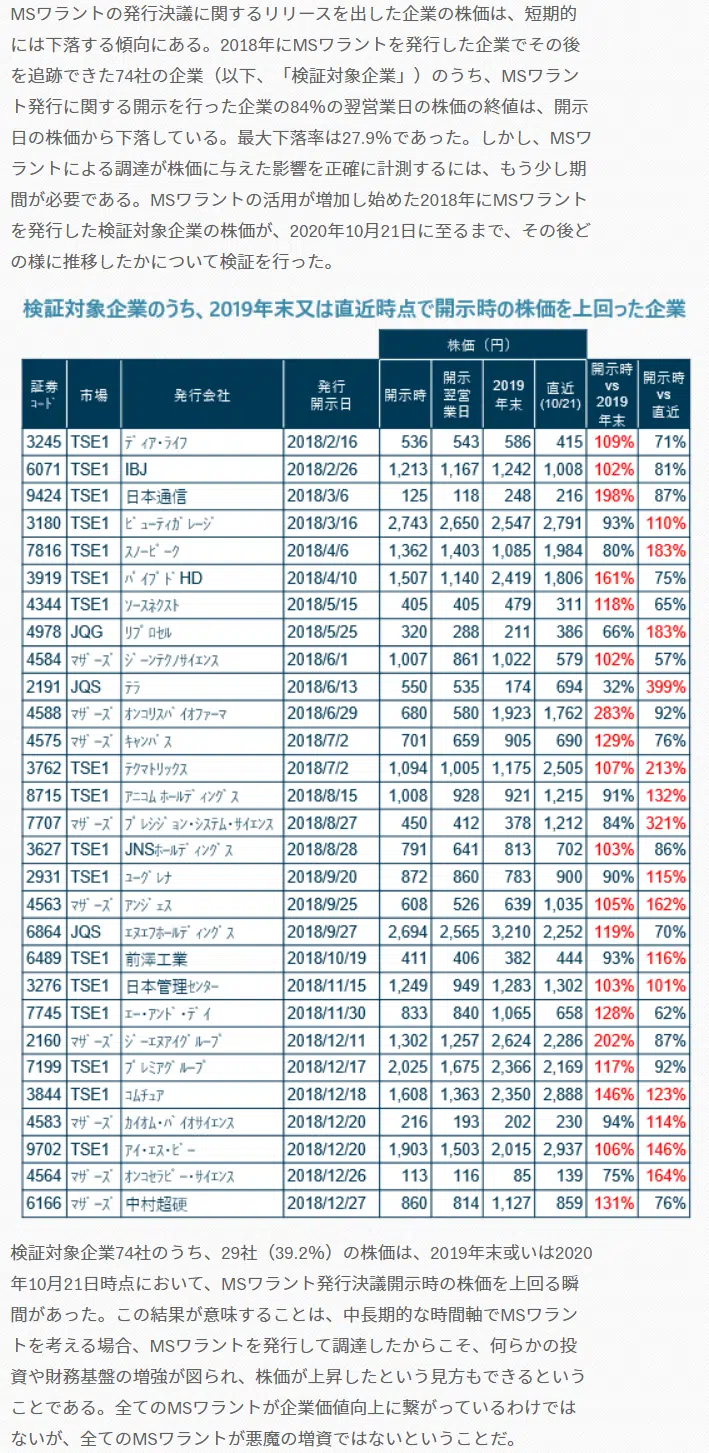 MSワラントの発行決議に関するリリースを出した企業の株価は、短期的
には下落する傾向にある。2018年にMSワラントを発行した企業でその後
を追跡できた74社の企業（以下、「検証対象企業」）のうち、MSワラン
ト発行に関する開示を行った企業の84％の翌営業日の株価の終値は、開示
日の株価から下落している。最大下落率は27.9％であった。しかし、MSワ
ラントによる調達が株価に与えた影響を正確に計測するには、もう少し期
間が必要である。MSワラントの活用が増加し始めた2018年にMSワラント
を発行した検証対象企業の株価が、2020年10月21日に至るまで、その後ど
の様に推移したかについて検証を行った。
検証対象企業のうち、2019年末又は直近時点で開示時の株価を上回った企業
証券コード 市場 発行会社 発行開示日 株価（円） 開示時 開示翌営業日 2019年末 直近(10/21) 開示時vs2019年末 開示時vs直近
3245 TSE1 ディア・ライフ 2018/2/16 536 543 586 415 109% 71%
6071 TSE1 IBJ 2018/2/26 1,213 1,167 1,242 1,008 102% 81%
9424 TSE1 日本通信 2018/3/6 125 118 248 216 198% 87%
3180 TSE1 ビューティガレージ 2018/3/16 2,743 2,650 2,547 2,791 93% 110%
7816 TSE1 スノーピーク 2018/4/6 1,362 1,403 1,085 1,984 80% 183%
3919 TSE1 パイプドHD 2018/4/10 1,507 1,140 2,419 1,806 161% 75%
4344 TSE1 ソースネクスト 2018/5/15 405 405 479 311 118% 65%
4978 JQG リプロセル 2018/5/25 320 288 211 386 66% 183%
4584 マザーズ ジーンテクノサイエンス 2018/6/1 1,007 861 1,022 579 102% 57%
2191 JQS テラ 2018/6/13 550 535 174 694 32% 399%
4588 マザーズ オンコリスバイオファーマ 2018/6/29 680 580 1,923 1,762 283% 92%
4575 マザーズ キャンバス 2018/7/2 701 659 905 690 129% 76%
3762 TSE1 テクマトリックス 2018/7/2 1,094 1,005 1,175 2,505 107% 213%
8715 TSE1 アニコム ホールディングス 2018/8/15 1,008 928 921 1,215 91% 132%
7707 マザーズ プレシジョン・システム・サイエンス 2018/8/27 450 412 378 1,212 84% 321%
3627 TSE1 JNSホールディングス 2018/8/28 791 641 813 702 103% 86%
2931 TSE1 ユーグレナ 2018/9/20 872 860 783 900 90% 115%
4563 マザーズ アンジェス 2018/9/25 608 526 639 1,035 105% 162%
6864 JQS エヌエフホールディングス 2018/9/27 2,694 2,565 3,210 2,252 119% 70%
6489 TSE1 前澤工業 2018/10/19 411 406 382 444 93% 116%
3276 TSE1 日本管理センター 2018/11/15 1,249 949 1,283 1,302 103% 101%
7745 TSE1 エー・アンド・デイ 2018/11/30 833 840 1,065 658 128% 62%
2160 マザーズ ジーエヌアイグループ 2018/12/11 1,302 1,257 2,624 2,286 202% 87%
7199 TSE1 プレミアグループ 2018/12/17 2,025 1,675 2,366 2,169 117% 92%
3844 TSE1 コムチュア 2018/12/18 1,608 1,363 2,350 2,888 146% 123%
4583 マザーズ カイオム・バイオサイエンス 2018/12/20 216 193 202 230 94% 114%
9702 TSE1 アイ・エス・ビー 2018/12/20 1,903 1,503 2,015 2,937 106% 146%
4564 マザーズ オンコセラピー・サイエンス 2018/12/26 113 116 85 139 75% 164%
6166 マザーズ 中村超硬 2018/12/27 860 814 1,127 859 131% 76%
検証対象企業74社のうち、29社（39.2％）の株価は、2019年末或いは2020
年10月21日時点において、MSワラント発行決議開示時の株価を上回る瞬
間があった。この結果が意味することは、中長期的な時間軸でMSワラン
トを考える場合、MSワラントを発行して調達したからこそ、何らかの投
資や財務基盤の増強が図られ、株価が上昇したという見方もできるという
ことである。全てのMSワラントが企業価値向上に繋がっているわけでは
ないが、全てのMSワラントが悪魔の増資ではないということだ。